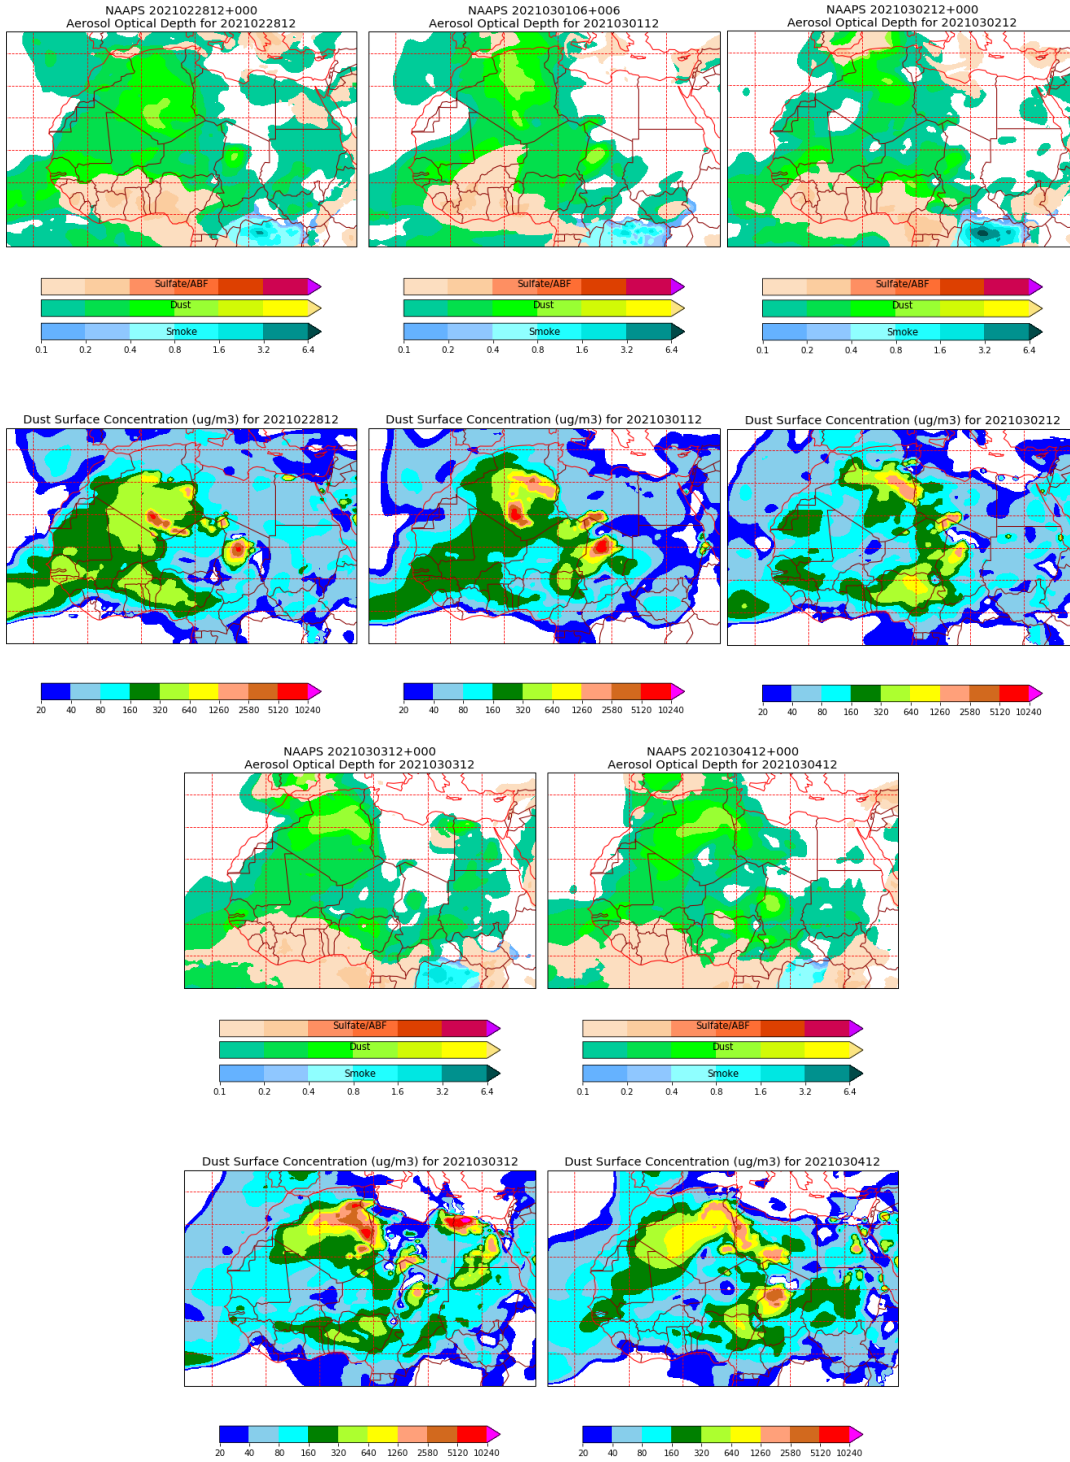 NAAPS 2021022812+000
Aerosol Optical Depth for 2021022812
NAAPS 2021030106+006
Aerosol Optical Depth for 2021030112
NAAPS 2021030212+000
Aerosol Optical Depth for 2021030212
Sulfate/ABF
Dust
Smoke
0.1 0.2 0.4 0.8 1.6 3.2 6.4
Sulfate/ABF
Dust
Smoke
0.1 0.2 0.4 0.8 1.6 3.2 6.4
Sulfate/ABF
Dust
Smoke
0.1 0.2 0.4 0.8 1.6 3.2 6.4
Dust Surface Concentration (ug/m3) for 2021022812
Dust Surface Concentration (ug/m3) for 2021030112
Dust Surface Concentration (ug/m3) for 2021030212
20 40 80 160 320 640 1260 2580 5120 10240
20 40 80 160 320 640 1260 2580 5120 10240
20 40 80 160 320 640 1260 2580 5120 10240
NAAPS 2021030312+000
Aerosol Optical Depth for 2021030312
NAAPS 2021030412+000
Aerosol Optical Depth for 2021030412
Sulfate/ABF
Dust
Smoke
0.1 0.2 0.4 0.8 1.6 3.2 6.4
Sulfate/ABF
Dust
Smoke
0.1 0.2 0.4 0.8 1.6 3.2 6.4
Dust Surface Concentration (ug/m3) for 2021030312
Dust Surface Concentration (ug/m3) for 2021030412
20 40 80 160 320 640 1260 2580 5120 10240
20 40 80 160 320 640 1260 2580 5120 10240